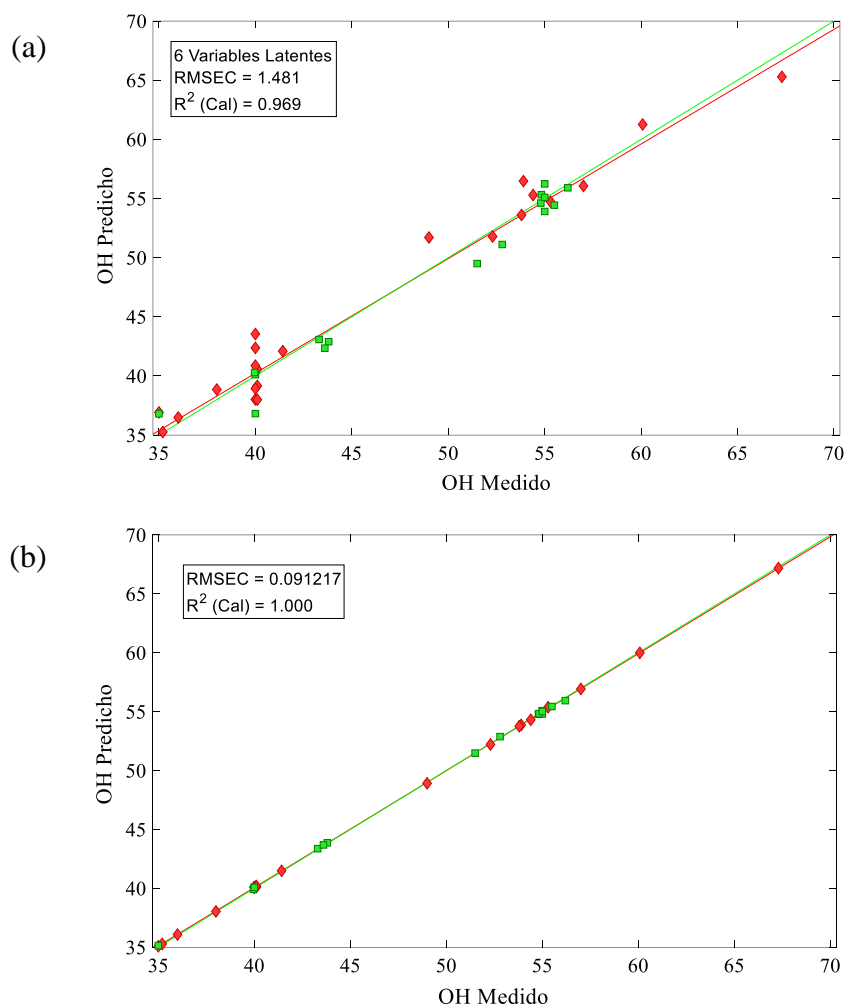 (a)
70
65
60
55
50
45
40
35
OH Predicho
6 Variables Latentes
RMSEC = 1.481
R² (Cal) = 0.969
35 40 45 50 55 60 65 70
OH Medido
(b)
70
65
60
55
50
45
40
35
OH Predicho
RMSEC = 0.091217
R² (Cal) = 1.000
35 40 45 50 55 60 65 70
OH Medido